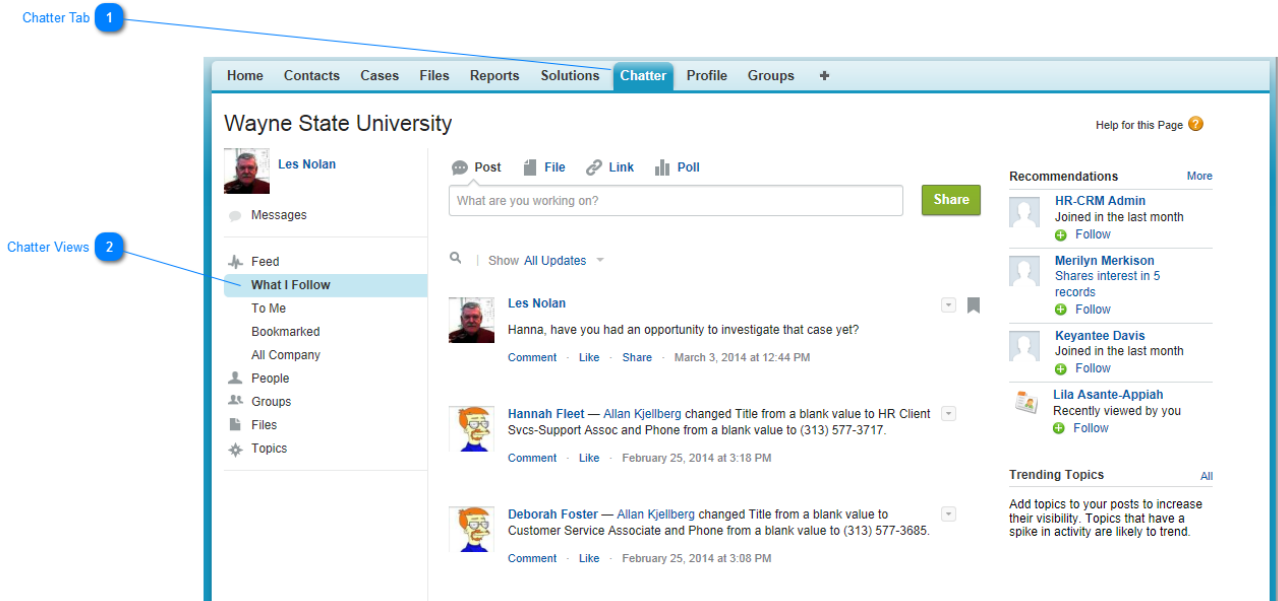 Chatter Tab 1
Home Contacts Cases Files Reports Solutions Chatter Profile Groups +
Wayne State University
Help for this Page ?
Les Nolan
Messages
Chatter Views 2
Feed
What I Follow
To Me
Bookmarked
All Company
People
Groups
Files
Topics
Post File Link Poll
What are you working on?
Share
Show All Updates
Les Nolan
Hanna, have you had an opportunity to investigate that case yet?
Comment · Like · Share · March 3, 2014 at 12:44 PM
Hannah Fleet — Allan Kjellberg changed Title from a blank value to HR Client
Svcs-Support Assoc and Phone from a blank value to (313) 577-3717.
Comment · Like · February 25, 2014 at 3:18 PM
Deborah Foster — Allan Kjellberg changed Title from a blank value to
Customer Service Associate and Phone from a blank value to (313) 577-3685.
Comment · Like · February 25, 2014 at 3:08 PM
Recommendations More
HR-CRM Admin
Joined in the last month
Follow
Merilyn Merkison
Shares interest in 5
records
Follow
Keyantee Davis
Joined in the last month
Follow
Lila Asante-Appiah
Recently viewed by you
Follow
Trending Topics All
Add topics to your posts to increase
their visibility. Topics that have a
spike in activity are likely to trend.